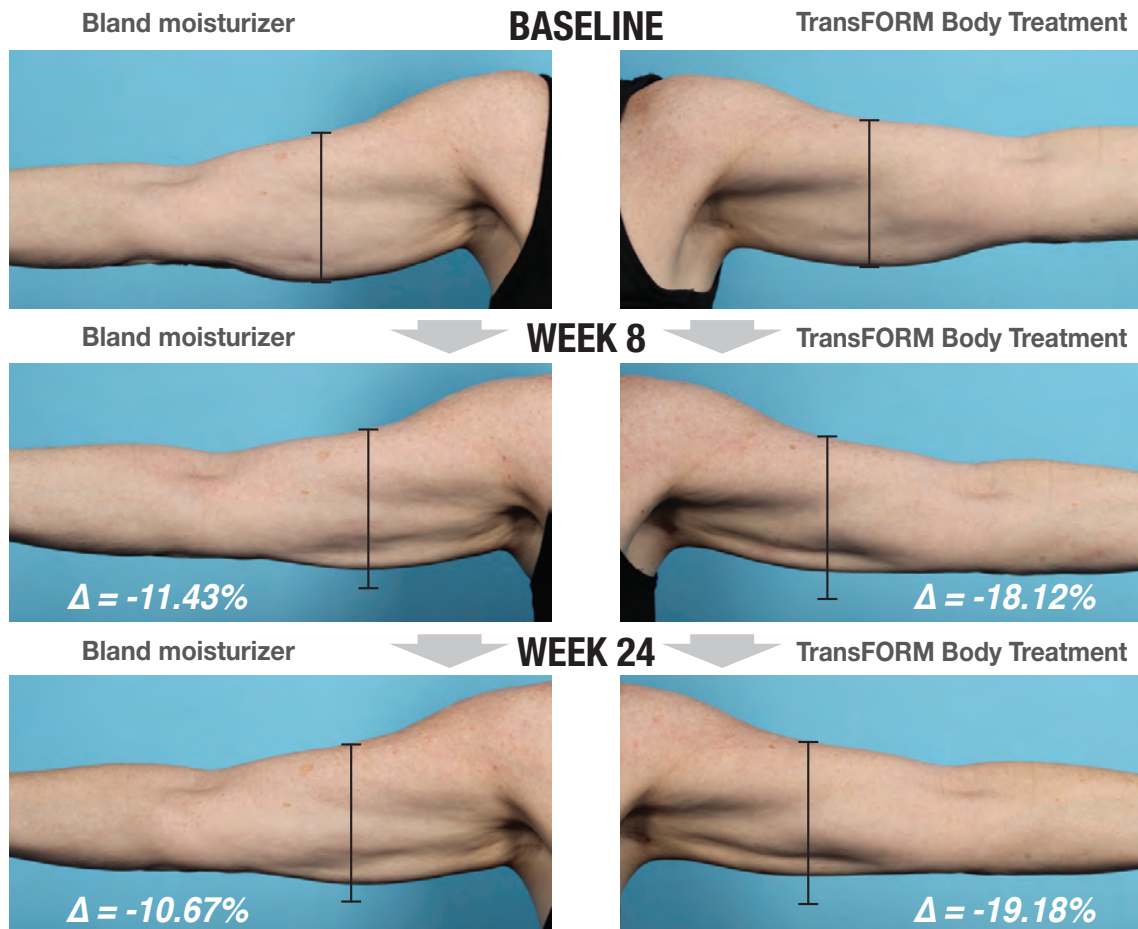 Bland moisturizer
BASELINE
TransFORM Body Treatment
Bland moisturizer
WEEK 8
TransFORM Body Treatment
Δ = -11.43%
Δ = -18.12%
Bland moisturizer
WEEK 24
TransFORM Body Treatment
Δ = -10.67%
Δ = -19.18%